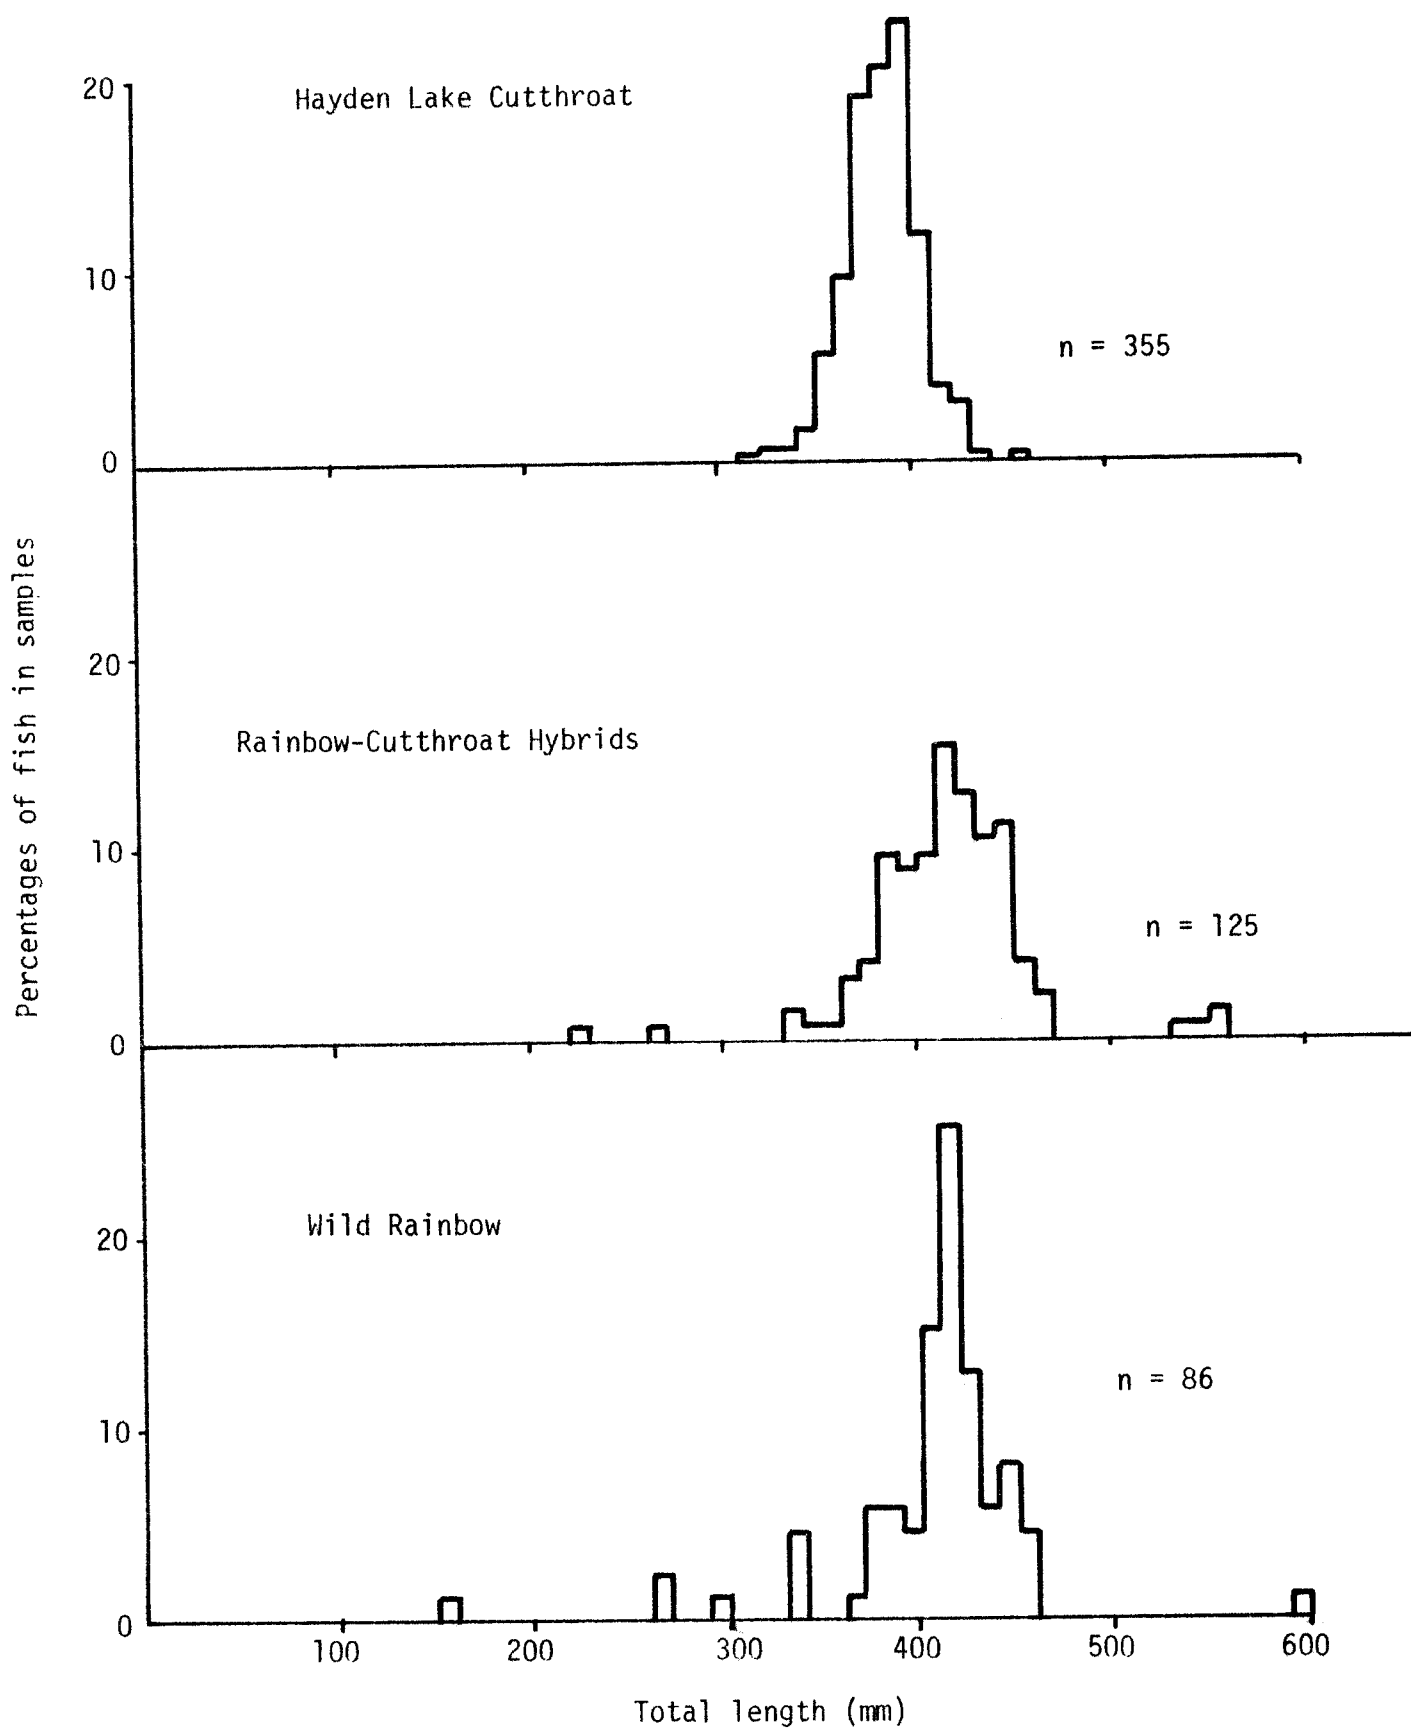 20
Hayden Lake Cutthroat
10
n = 355
0
Percentages of fish in samples
20
Rainbow-Cutthroat Hybrids
10
n = 125
0
Wild Rainbow
20
n = 86
10
0
100 200 300 400 500 600
Total length (mm)